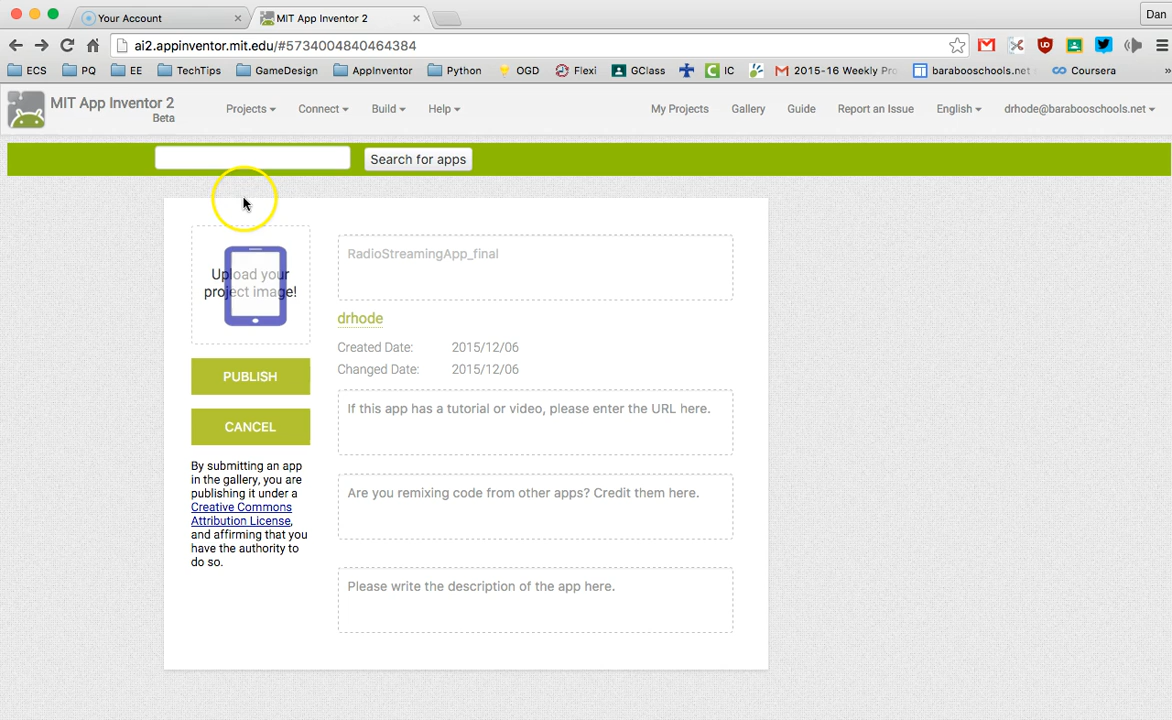 Your Account
MIT App Inventor 2
Dan
ai2.appinventor.mit.edu/#5734004840464384
ECS PQ EE TechTips GameDesign AppInventor Python OGD Flexi GClass IC 2015-16 Weekly Pro barabooschools.net Coursera »
MIT App Inventor 2
Beta
Projects Connect Build Help My Projects Gallery Guide Report an Issue English drhode@barabooschools.net
Search for apps
Upload your
project image!
RadioStreamingApp_final
drhode
Created Date: 2015/12/06
Changed Date: 2015/12/06
PUBLISH
If this app has a tutorial or video, please enter the URL here.
CANCEL
By submitting an app
in the gallery, you are
publishing it under a
Creative Commons
Attribution License,
and affirming that you
have the authority to
do so.
Are you remixing code from other apps? Credit them here.
Please write the description of the app here.